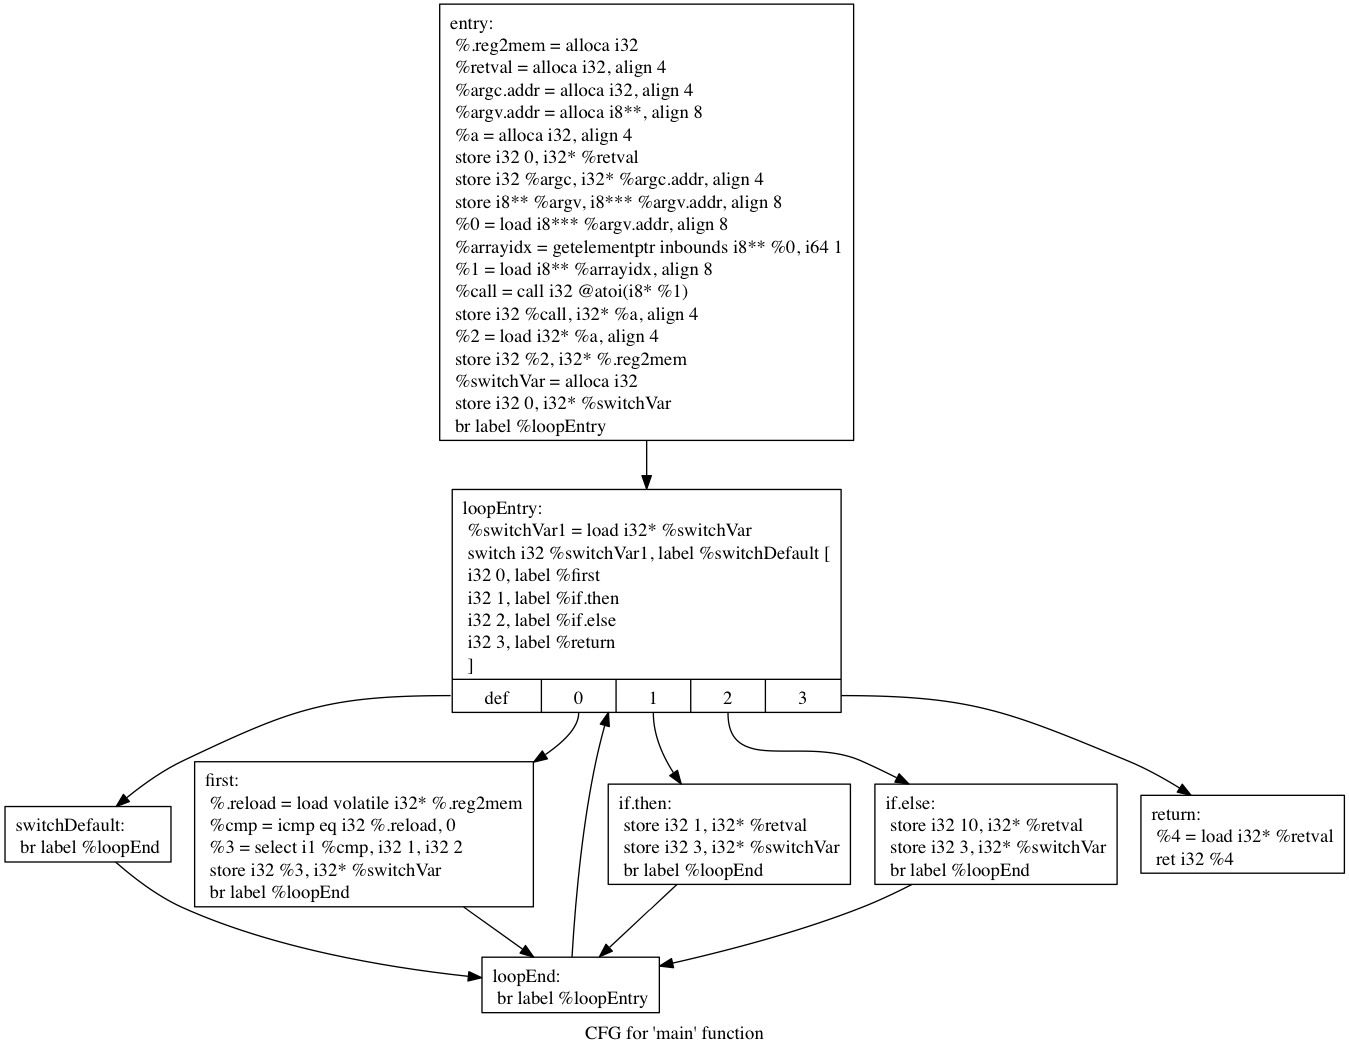 entry:
%.reg2mem = alloca i32
%retval = alloca i32, align 4
%argc.addr = alloca i32, align 4
%argv.addr = alloca i8**, align 8
%a = alloca i32, align 4
store i32 0, i32* %retval
store i32 %argc, i32* %argc.addr, align 4
store i8** %argv, i8*** %argv.addr, align 8
%0 = load i8*** %argv.addr, align 8
%arrayidx = getelementptr inbounds i8** %0, i64 1
%1 = load i8** %arrayidx, align 8
%call = call i32 @atoi(i8* %1)
store i32 %call, i32* %a, align 4
%2 = load i32* %a, align 4
store i32 %2, i32* %.reg2mem
%switchVar = alloca i32
store i32 0, i32* %switchVar
br label %loopEntry
loopEntry:
%switchVar1 = load i32* %switchVar
switch i32 %switchVar1, label %switchDefault [
i32 0, label %first
i32 1, label %if.then
i32 2, label %if.else
i32 3, label %return
]
def 0 1 2 3
switchDefault:
br label %loopEnd
first:
%.reload = load volatile i32* %.reg2mem
%cmp = icmp eq i32 %.reload, 0
%3 = select i1 %cmp, i32 1, i32 2
store i32 %3, i32* %switchVar
br label %loopEnd
if.then:
store i32 1, i32* %retval
store i32 3, i32* %switchVar
br label %loopEnd
if.else:
store i32 10, i32* %retval
store i32 3, i32* %switchVar
br label %loopEnd
return:
%4 = load i32* %retval
ret i32 %4
loopEnd:
br label %loopEntry
CFG for 'main' function